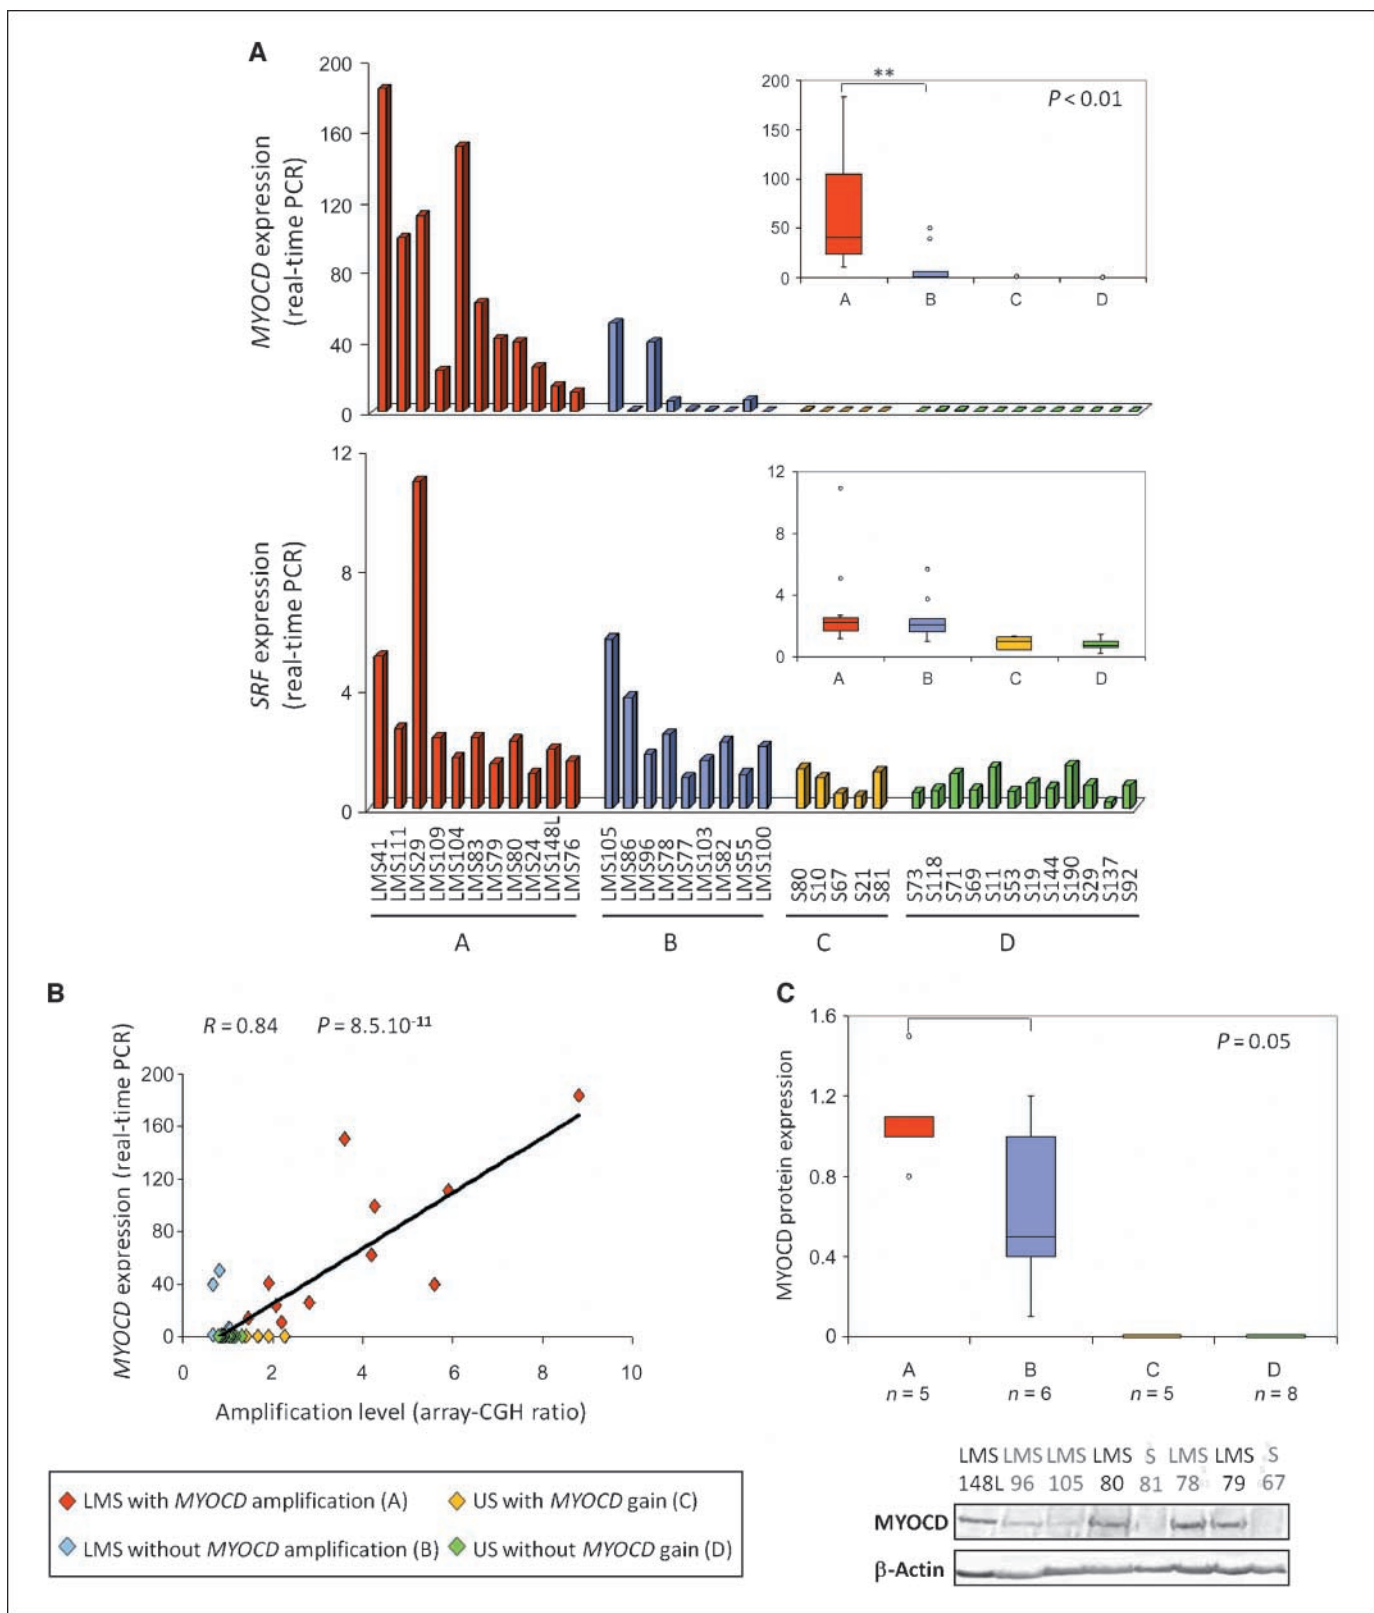 A
MYOCD expression
(real-time PCR)
200
160
120
80
40
0
**
P < 0.01
200
150
100
50
0
A B C D
SRF expression
(real-time PCR)
12
8
4
0
12
8
4
0
A B C D
LMS41
LMS111
LMS29
LMS109
LMS104
LMS83
LMS79
LMS80
LMS24
LMS148L
LMS76
LMS105
LMS86
LMS96
LMS78
LMS77
LMS103
LMS82
LMS55
LMS100
S80
S10
S67
S21
S81
S73
S118
S71
S69
S11
S53
S19
S144
S190
S29
S137
S92
A B C D
B
R = 0.84 P = 8.5.10-11
MYOCD expression (real-time PCR)
200
160
120
80
40
0
0 2 4 6 8 10
Amplification level (array-CGH ratio)
C
P = 0.05
MYOCD protein expression
1.6
1.2
0.8
0.4
0
A B C D
n = 5 n = 6 n = 5 n = 8
LMS LMS LMS LMS S LMS LMS S
148L 96 105 80 81 78 79 67
MYOCD
β-Actin
LMS with MYOCD amplification (A)
US with MYOCD gain (C)
LMS without MYOCD amplification (B)
US without MYOCD gain (D)